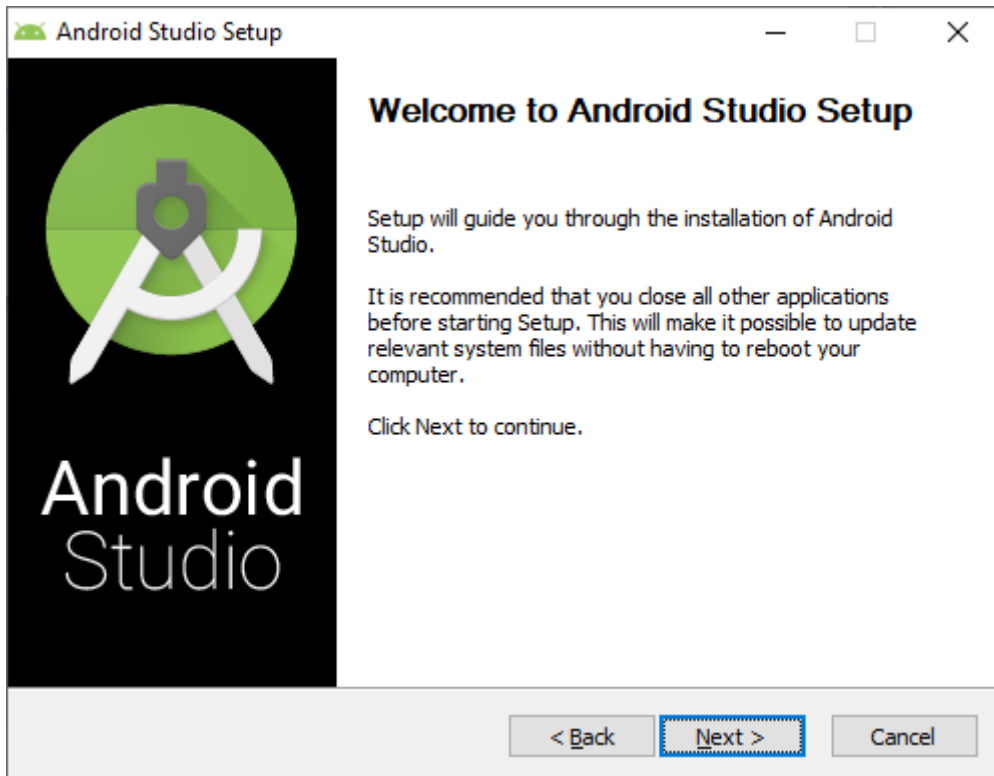 Android Studio Setup
Welcome to Android Studio Setup
Setup will guide you through the installation of Android
Studio.
It is recommended that you close all other applications
before starting Setup. This will make it possible to update
relevant system files without having to reboot your
computer.
Click Next to continue.
Android
Studio
< Back
Next >
Cancel